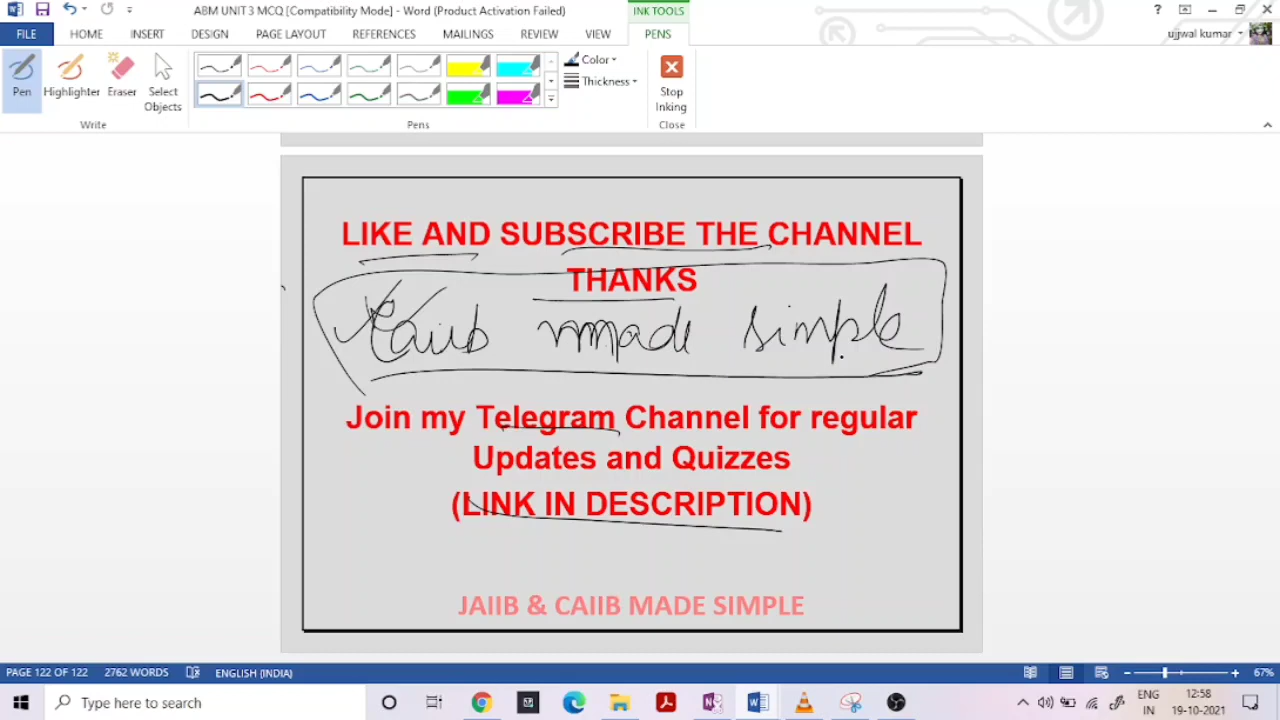 ABM UNIT 3 MCQ [Compatibility Mode] - Word (Product Activation Failed)
INK TOOLS
FILE HOME INSERT DESIGN PAGE LAYOUT REFERENCES MAILINGS REVIEW VIEW PENS
ujjwal kumar
Pen Highlighter Eraser Select Objects
Color
Thickness
Stop Inking
Write Pens Close
LIKE AND SUBSCRIBE THE CHANNEL
THANKS
Caiib made simple
Join my Telegram Channel for regular
Updates and Quizzes
(LINK IN DESCRIPTION)
JAIIB & CAIIB MADE SIMPLE
PAGE 122 OF 122 2762 WORDS ENGLISH (INDIA) 67%
Type here to search
ENG
IN
12:58
19-10-2021